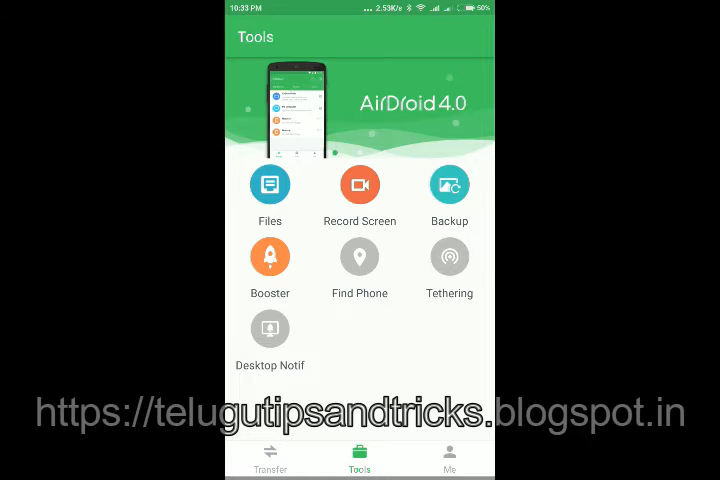 10:33 PM ... 2.53K/s 50%
Tools
AirDroid 4.0
Files Record Screen Backup
Booster Find Phone Tethering
Desktop Notif
https://telugutipsandtricks.blogspot.in
Transfer Tools Me